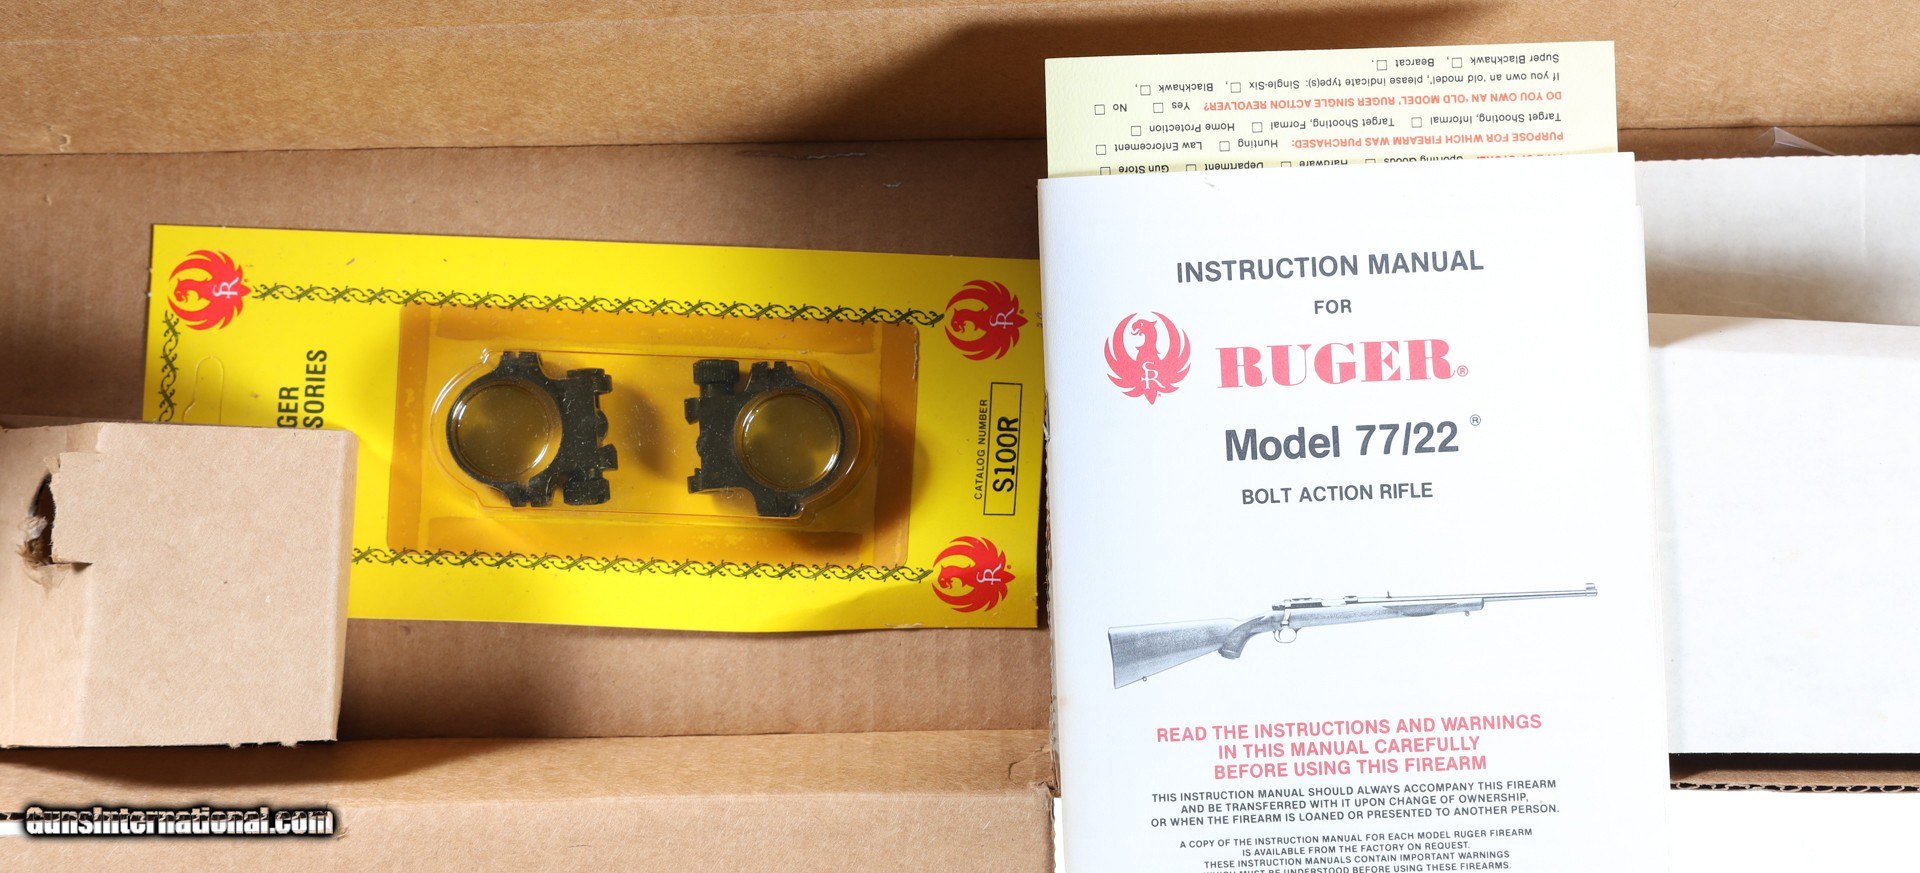 Super Blackhawk □, Bearcat □.
If you own an 'old model', please indicate type(s): Single-Six □, Blackhawk □,
DO YOU OWN AN 'OLD MODEL' RUGER SINGLE ACTION REVOLVER? Yes □ No □
Target Shooting, Informal □ Target Shooting, Formal □ Home Protection □
PURPOSE FOR WHICH FIREARM WAS PURCHASED: Hunting □ Law Enforcement □
Goods □ Hardware □ Department □ Gun Store □
INSTRUCTION MANUAL
FOR
RUGER®
Model 77/22®
BOLT ACTION RIFLE
READ THE INSTRUCTIONS AND WARNINGS
IN THIS MANUAL CAREFULLY
BEFORE USING THIS FIREARM
THIS INSTRUCTION MANUAL SHOULD ALWAYS ACCOMPANY THIS FIREARM
AND BE TRANSFERRED WITH IT UPON CHANGE OF OWNERSHIP,
OR WHEN THE FIREARM IS LOANED OR PRESENTED TO ANOTHER PERSON.
A COPY OF THE INSTRUCTION MANUAL FOR EACH MODEL RUGER FIREARM
IS AVAILABLE FROM THE FACTORY ON REQUEST.
THESE INSTRUCTION MANUALS CONTAIN IMPORTANT WARNINGS
WHICH MUST BE UNDERSTOOD BEFORE USING THESE FIREARMS.
GER
SORIES
CATALOG NUMBER
S100R
GunsInternational.com